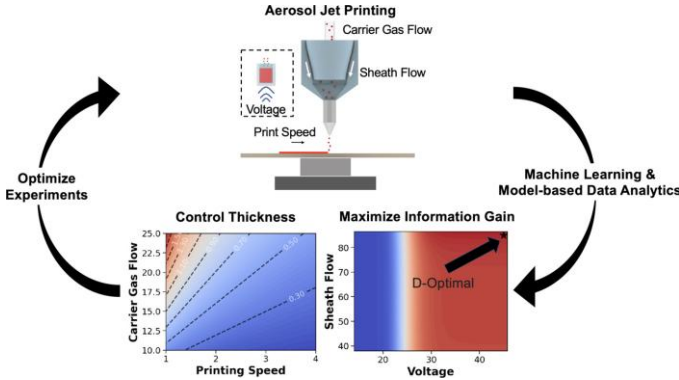 Aerosol Jet Printing
Carrier Gas Flow
Sheath Flow
Voltage
Print Speed
Optimize
Experiments
Machine Learning &
Model-based Data Analytics
Control Thickness
Carrier Gas Flow
25.0
22.5
20.0
17.5
15.0
12.5
10.0
0.70
0.50
0.30
1
2
3
4
Printing Speed
Maximize Information Gain
Sheath Flow
80
70
60
50
40
D-Optimal
20
30
40
Voltage